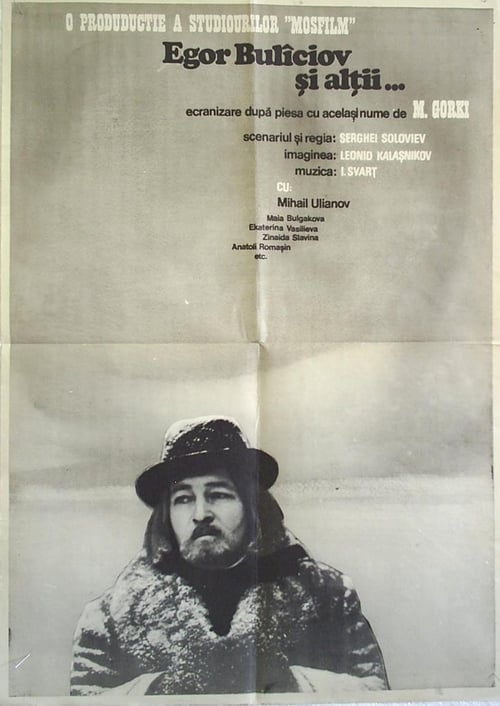 O PRODUDUCTIE A STUDIOURILOR "MOSFILM"
Egor Bulîciov
și alții...
ecranizare după piesa cu același nume de M. GORKI
scenariul și regia: SERGHEI SOLOVIEV
imaginea: LEONID KALAȘNIKOV
muzica: I. SVARȚ
CU:
Mihail Ulianov
Maia Bulgakova
Ekaterina Vasilieva
Zinaida Slavina
Anatoli Romașin
etc.